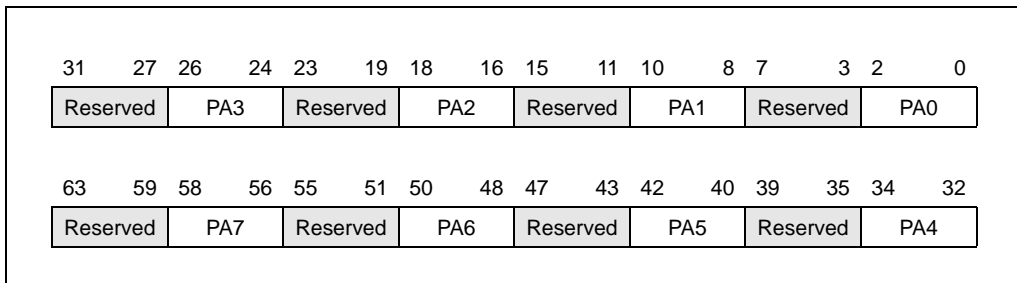 31 27 26 24 23 19 18 16 15 11 10 8 7 3 2 0
Reserved PA3 Reserved PA2 Reserved PA1 Reserved PA0
63 59 58 56 55 51 50 48 47 43 42 40 39 35 34 32
Reserved PA7 Reserved PA6 Reserved PA5 Reserved PA4